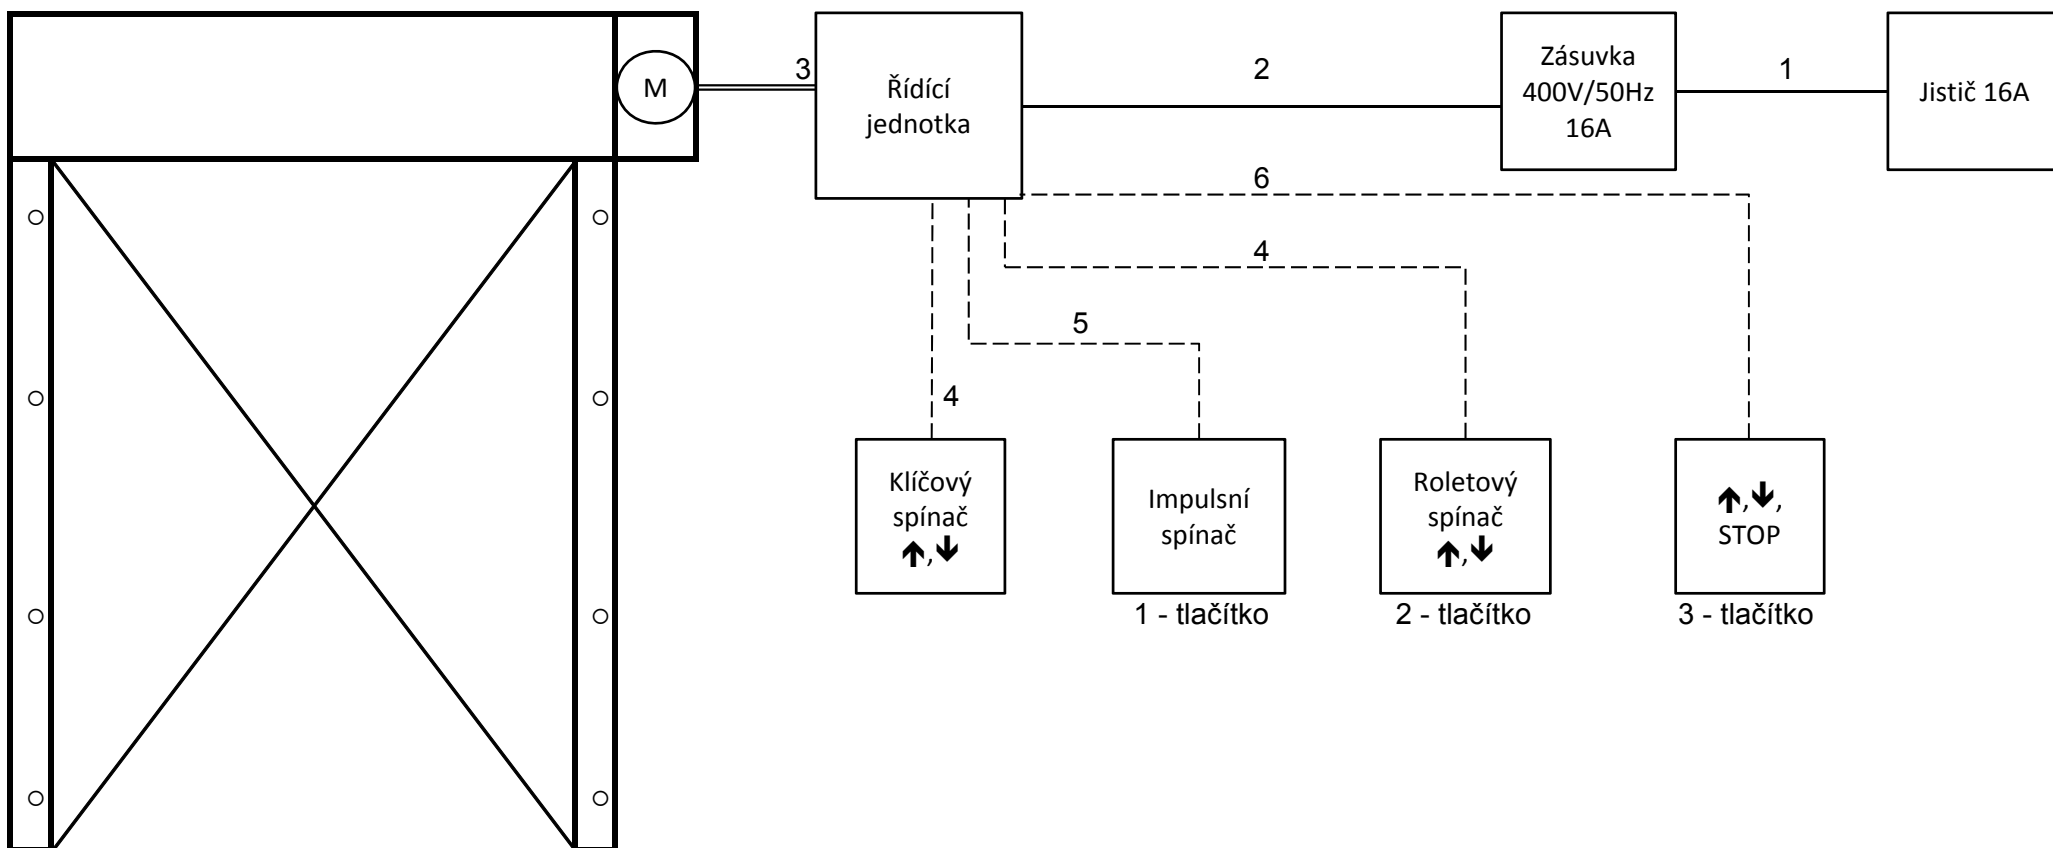 M
3
Řídící
jednotka
2
Zásuvka
400V/50Hz
16A
1
Jistič 16A
6
4
5
4
Klíčový
spínač
🡱,🡳
Impulsní
spínač
1 - tlačítko
Roletový
spínač
🡱,🡳
2 - tlačítko
🡱,🡳,
STOP
3 - tlačítko